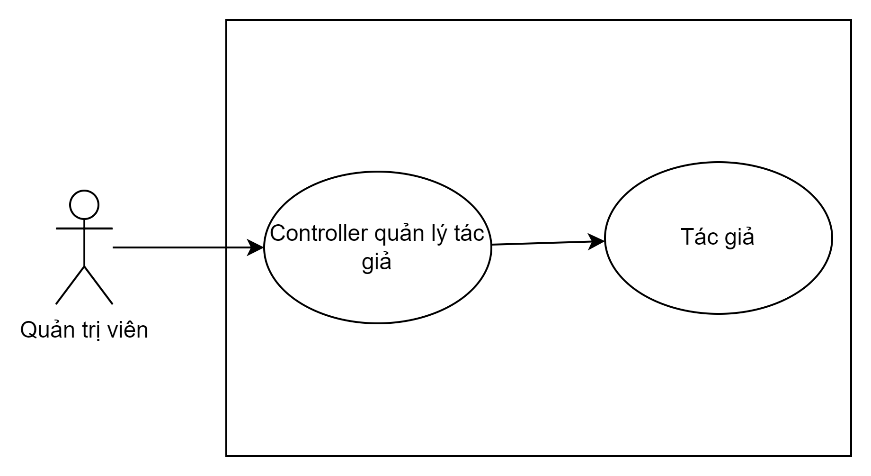 Controller quản lý tác
giả
Tác giả
Quản trị viên